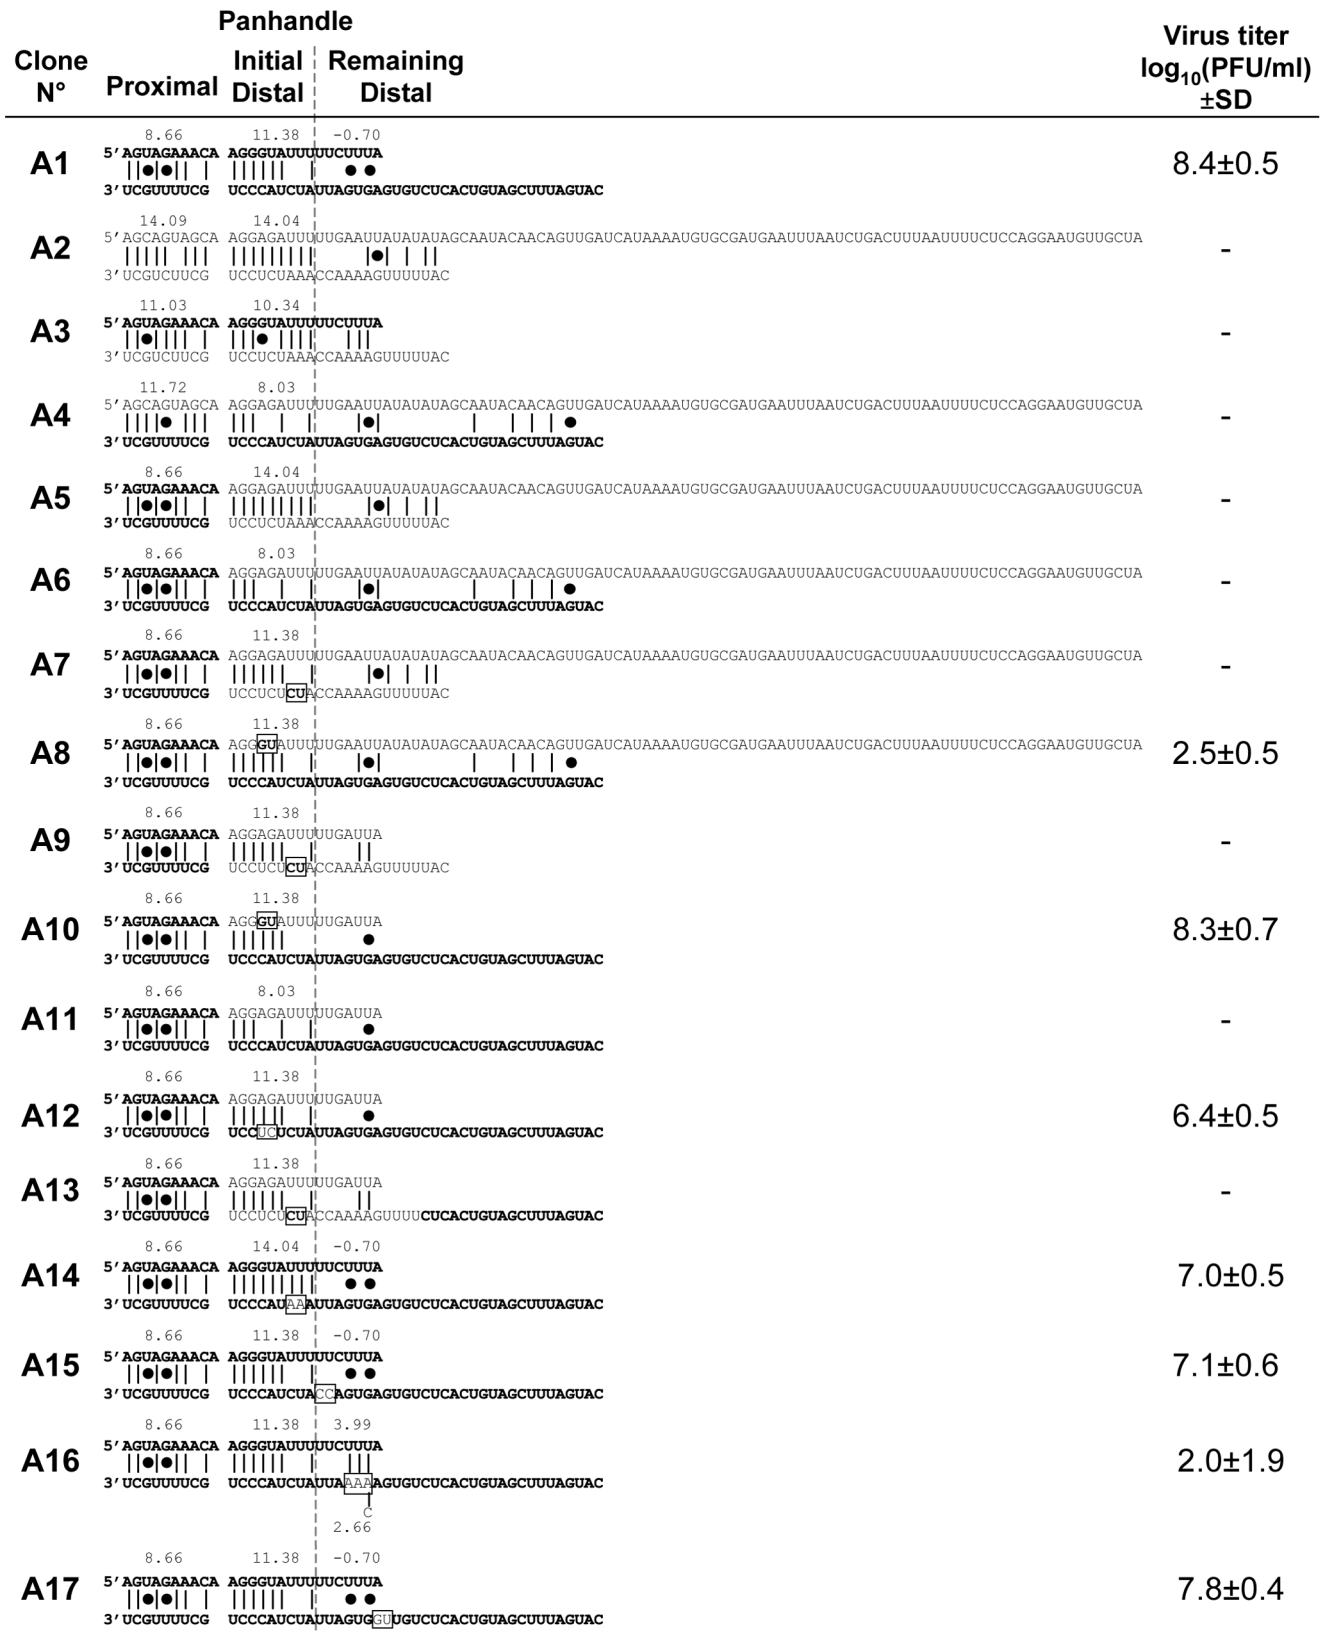 Panhandle
Clone N°
Proximal
Initial Distal
Remaining Distal
Virus titer log10(PFU/ml) ±SD
8.66 11.38 -0.70
5'AGUAGAAACA AGGGUAUUUUUCUUUA
A1 8.4±0.5
3'UCGUUUUCG UCCCAUCUAUUAGUGAGUGUCUCACUGUAGCUUUAGUAC
14.09 14.04
5'AGCAGUAGCA AGGAGAUUUUUGAAUUAUAUAUAGCAAUACAACAGUUGAUCAUAAAAUGUGCGAUGAAUUUAAUCUGACUUUAAUUUUCUCCAGGAAUGUUGCUA
A2 -
3'UCGUCUUCG UCCUCUAAACCAAAAGUUUUUAC
11.03 10.34
5'AGUAGAAACA AGGGUAUUUUUCUUUA
A3 -
3'UCGUCUUCG UCCUCUAAACCAAAAGUUUUUAC
11.72 8.03
5'AGCAGUAGCA AGGAGAUUUUUGAAUUAUAUAUAGCAAUACAACAGUUGAUCAUAAAAUGUGCGAUGAAUUUAAUCUGACUUUAAUUUUCUCCAGGAAUGUUGCUA
A4 -
3'UCGUUUUCG UCCCAUCUAUUAGUGAGUGUCUCACUGUAGCUUUAGUAC
8.66 14.04
5'AGUAGAAACA AGGAGAUUUUUGAAUUAUAUAUAGCAAUACAACAGUUGAUCAUAAAAUGUGCGAUGAAUUUAAUCUGACUUUAAUUUUCUCCAGGAAUGUUGCUA
A5 -
3'UCGUUUUCG UCCUCUAAACCAAAAGUUUUUAC
8.66 8.03
5'AGUAGAAACA AGGAGAUUUUUGAAUUAUAUAUAGCAAUACAACAGUUGAUCAUAAAAUGUGCGAUGAAUUUAAUCUGACUUUAAUUUUCUCCAGGAAUGUUGCUA
A6 -
3'UCGUUUUCG UCCCAUCUAUUAGUGAGUGUCUCACUGUAGCUUUAGUAC
8.66 11.38
5'AGUAGAAACA AGGAGAUUUUUGAAUUAUAUAUAGCAAUACAACAGUUGAUCAUAAAAUGUGCGAUGAAUUUAAUCUGACUUUAAUUUUCUCCAGGAAUGUUGCUA
A7 -
3'UCGUUUUCG UCCUCUCUACCAAAAGUUUUUAC
8.66 11.38
5'AGUAGAAACA AGGGUAUUUUUGAAUUAUAUAUAGCAAUACAACAGUUGAUCAUAAAAUGUGCGAUGAAUUUAAUCUGACUUUAAUUUUCUCCAGGAAUGUUGCUA
A8 2.5±0.5
3'UCGUUUUCG UCCCAUCUAUUAGUGAGUGUCUCACUGUAGCUUUAGUAC
8.66 11.38
5'AGUAGAAACA AGGAGAUUUUUGAUUA
A9 -
3'UCGUUUUCG UCCUCUCUACCAAAAGUUUUUAC
8.66 11.38
5'AGUAGAAACA AGGGUAUUUUUGAUUA
A10 8.3±0.7
3'UCGUUUUCG UCCCAUCUAUUAGUGAGUGUCUCACUGUAGCUUUAGUAC
8.66 8.03
5'AGUAGAAACA AGGAGAUUUUUGAUUA
A11 -
3'UCGUUUUCG UCCCAUCUAUUAGUGAGUGUCUCACUGUAGCUUUAGUAC
8.66 11.38
5'AGUAGAAACA AGGAGAUUUUUGAUUA
A12 6.4±0.5
3'UCGUUUUCG UCCUCUCUAUUAGUGAGUGUCUCACUGUAGCUUUAGUAC
8.66 11.38
5'AGUAGAAACA AGGAGAUUUUUGAUUA
A13 -
3'UCGUUUUCG UCCUCUCUACCAAAAGUUUUCUCACUGUAGCUUUAGUAC
8.66 14.04 -0.70
5'AGUAGAAACA AGGGUAUUUUUCUUUA
A14 7.0±0.5
3'UCGUUUUCG UCCCAUAAAUUAGUGAGUGUCUCACUGUAGCUUUAGUAC
8.66 11.38 -0.70
5'AGUAGAAACA AGGGUAUUUUUCUUUA
A15 7.1±0.6
3'UCGUUUUCG UCCCAUCUACCAGUGAGUGUCUCACUGUAGCUUUAGUAC
8.66 11.38 3.99
5'AGUAGAAACA AGGGUAUUUUUCUUUA
A16 2.0±1.9
3'UCGUUUUCG UCCCAUCUAUUAAAAAGUGUCUCACUGUAGCUUUAGUAC
C
2.66
8.66 11.38 -0.70
5'AGUAGAAACA AGGGUAUUUUUCUUUA
A17 7.8±0.4
3'UCGUUUUCG UCCCAUCUAUUAGUGGUUGUCUCACUGUAGCUUUAGUAC